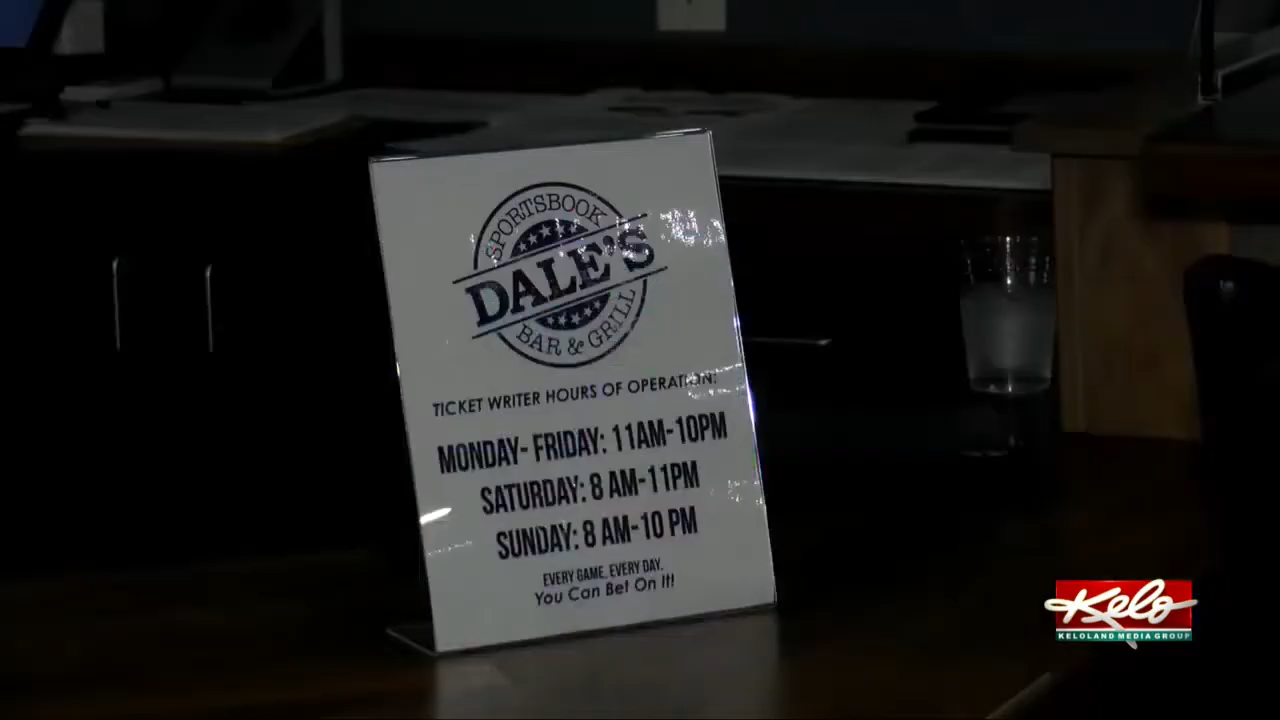 SPORTSBOOK
DALE'S
BAR & GRILL
TICKET WRITER HOURS OF OPERATION:
MONDAY- FRIDAY: 11AM-10PM
SATURDAY: 8 AM-11PM
SUNDAY: 8 AM-10 PM
EVERY GAME, EVERY DAY.
You Can Bet On It!
Kelo
KELOLAND MEDIA GROUP